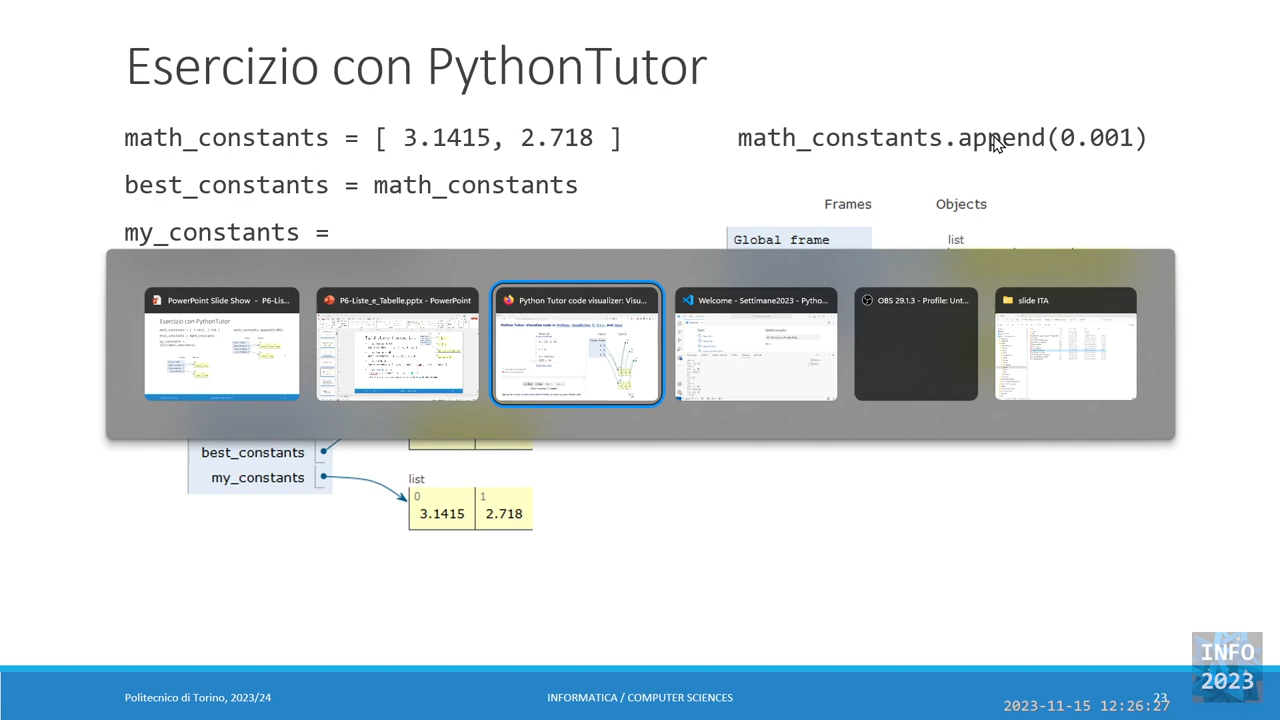 Esercizio con PythonTutor
math_constants = [ 3.1415, 2.718 ]
best_constants = math_constants
my_constants =
math_constants.append(0.001)
Frames Objects
Global frame
list
PowerPoint Slide Show - P6-Lis...
P6-Liste_e_Tabelle.pptx - PowerPoint
Python Tutor code visualizer: Visu...
Welcome - Settimane2023 - Pytho...
OBS 29.1.3 - Profile: Unt...
slide ITA
best_constants
my_constants
list
0 1
3.1415 2.718
Politecnico di Torino, 2023/24
INFORMATICA / COMPUTER SCIENCES
23
INFO
2023
2023-11-15 12:26:27